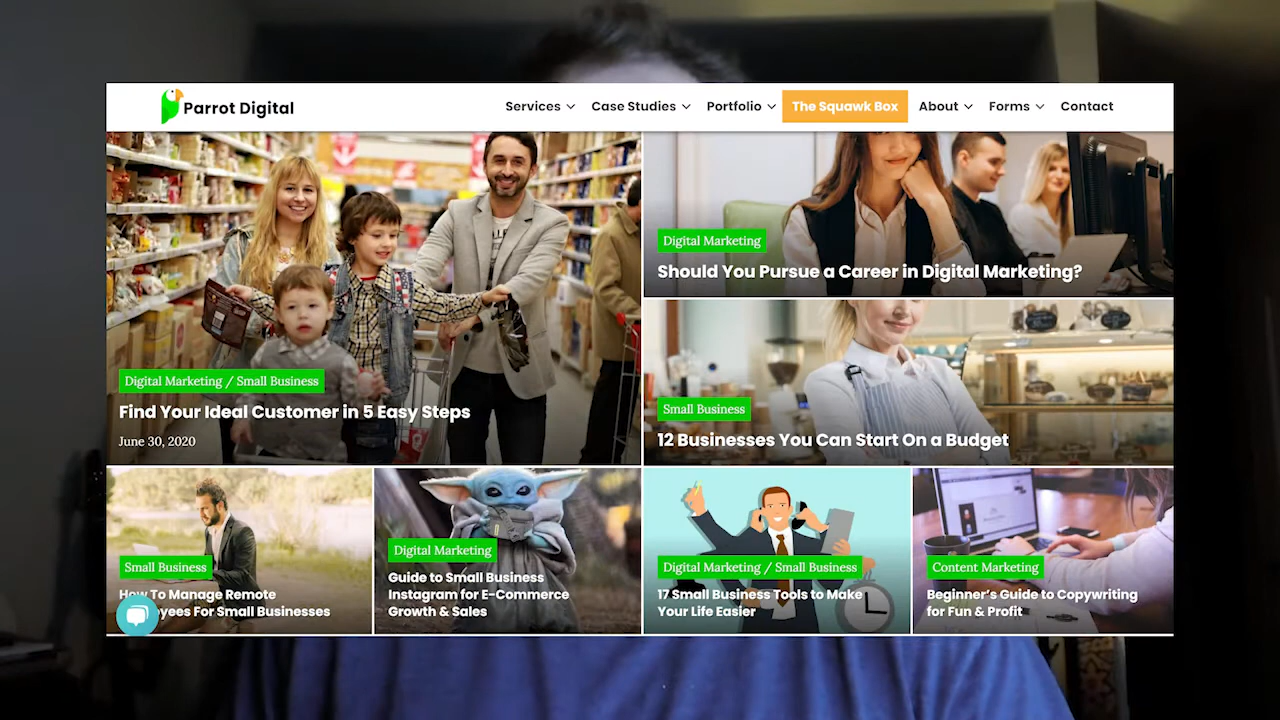 Parrot Digital
Services
Case Studies
Portfolio
The Squawk Box
About
Forms
Contact
Digital Marketing / Small Business
Find Your Ideal Customer in 5 Easy Steps
June 30, 2020
Digital Marketing
Should You Pursue a Career in Digital Marketing?
Small Business
12 Businesses You Can Start On a Budget
Small Business
How To Manage Remote
yees For Small Businesses
Digital Marketing
Guide to Small Business
Instagram for E-Commerce
Growth & Sales
Digital Marketing / Small Business
17 Small Business Tools to Make
Your Life Easier
Content Marketing
Beginner's Guide to Copywriting
for Fun & Profit